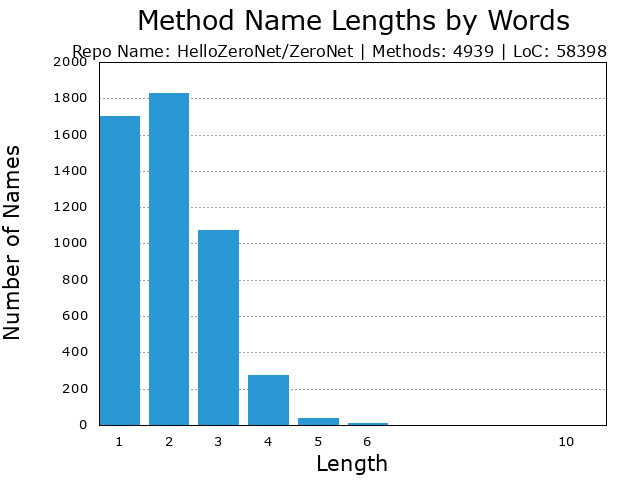 Method Name Lengths by Words
Repo Name: HelloZeroNet/ZeroNet | Methods: 4939 | LoC: 58398
Number of Names
2000
1800
1600
1400
1200
1000
800
600
400
200
0
1 2 3 4 5 6 10
Length